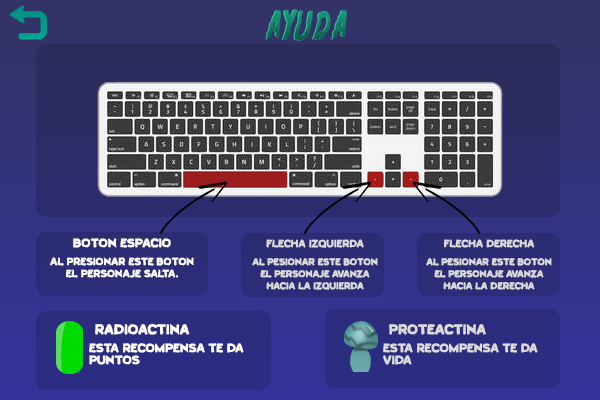 AYUDA
Q W E R T Y U I O P
A S D F G H J K L
Z X C V B N M
BOTON ESPACIO
AL PRESIONAR ESTE BOTON
EL PERSONAJE SALTA.
FLECHA IZQUIERDA
AL PESIONAR ESTE BOTON
EL PERSONAJE AVANZA
HACIA LA IZQUIERDA
FLECHA DERECHA
AL PESIONAR ESTE BOTON
EL PERSONAJE AVANZA
HACIA LA DERECHA
RADIOACTINA
ESTA RECOMPENSA TE DA
PUNTOS
PROTEACTINA
ESTA RECOMPENSA TE DA
VIDA